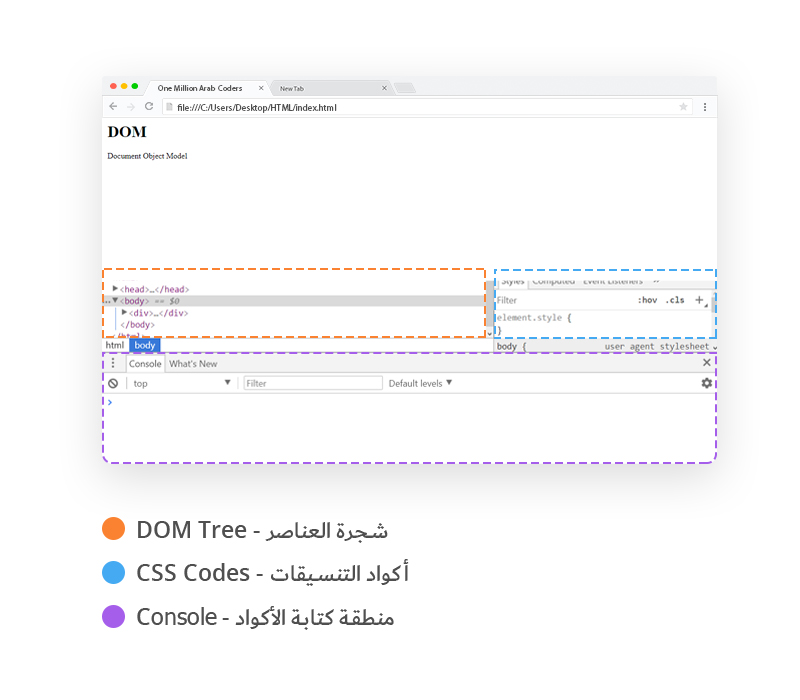 One Million Arab Coders
New Tab
file:///C:/Users/Desktop/HTML/index.html
DOM
Document Object Model
<head>…</head>
…<body> == $0
<div>…</div>
</body>
</html>
html body
Styles Computed Event Listeners »
Filter :hov .cls +
element.style {
}
body { user agent stylesheet
Console What's New
top Filter Default levels
>
DOM Tree - شجرة العناصر
CSS Codes - أكواد التنسيقات
Console - منطقة كتابة الأكواد